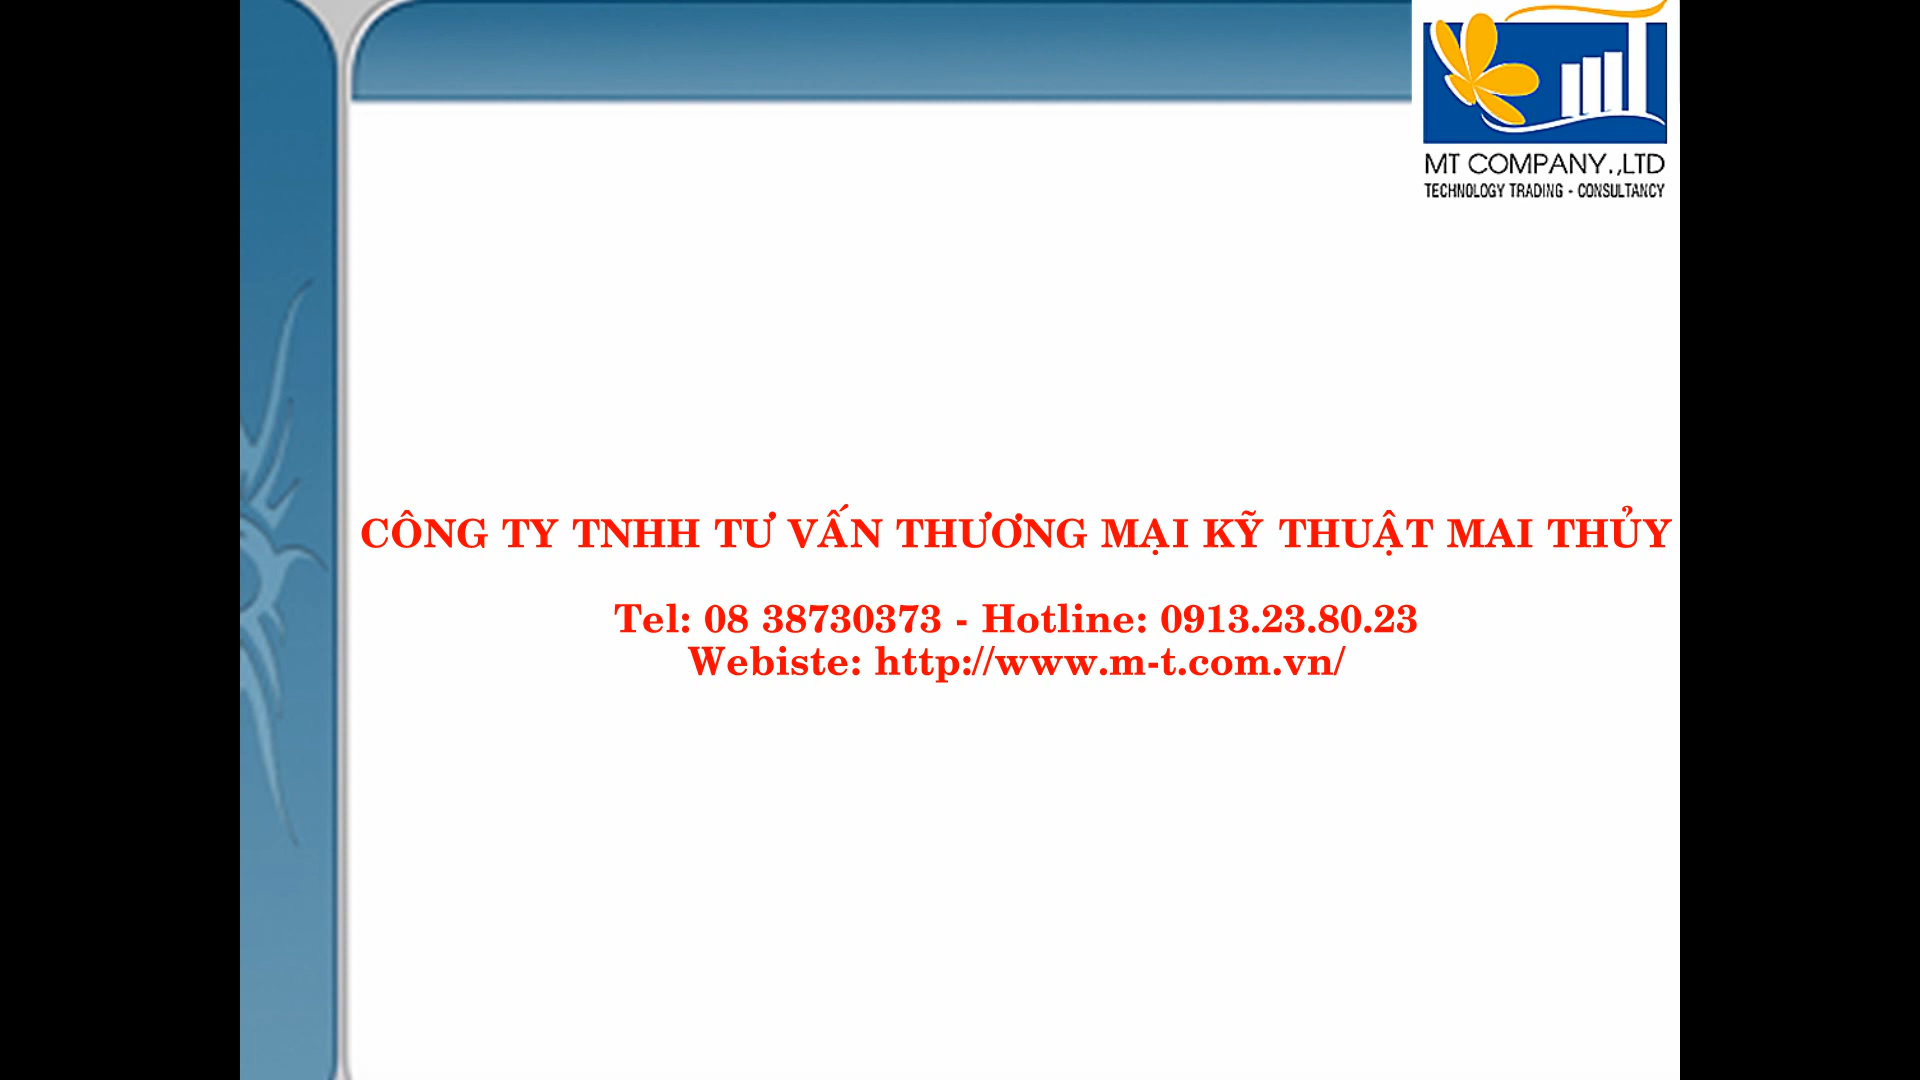 MT COMPANY.,LTD
TECHNOLOGY TRADING - CONSULTANCY
CÔNG TY TNHH TƯ VẤN THƯƠNG MẠI KỸ THUẬT MAI THỦY
Tel: 08 38730373 - Hotline: 0913.23.80.23
Webiste: http://www.m-t.com.vn/